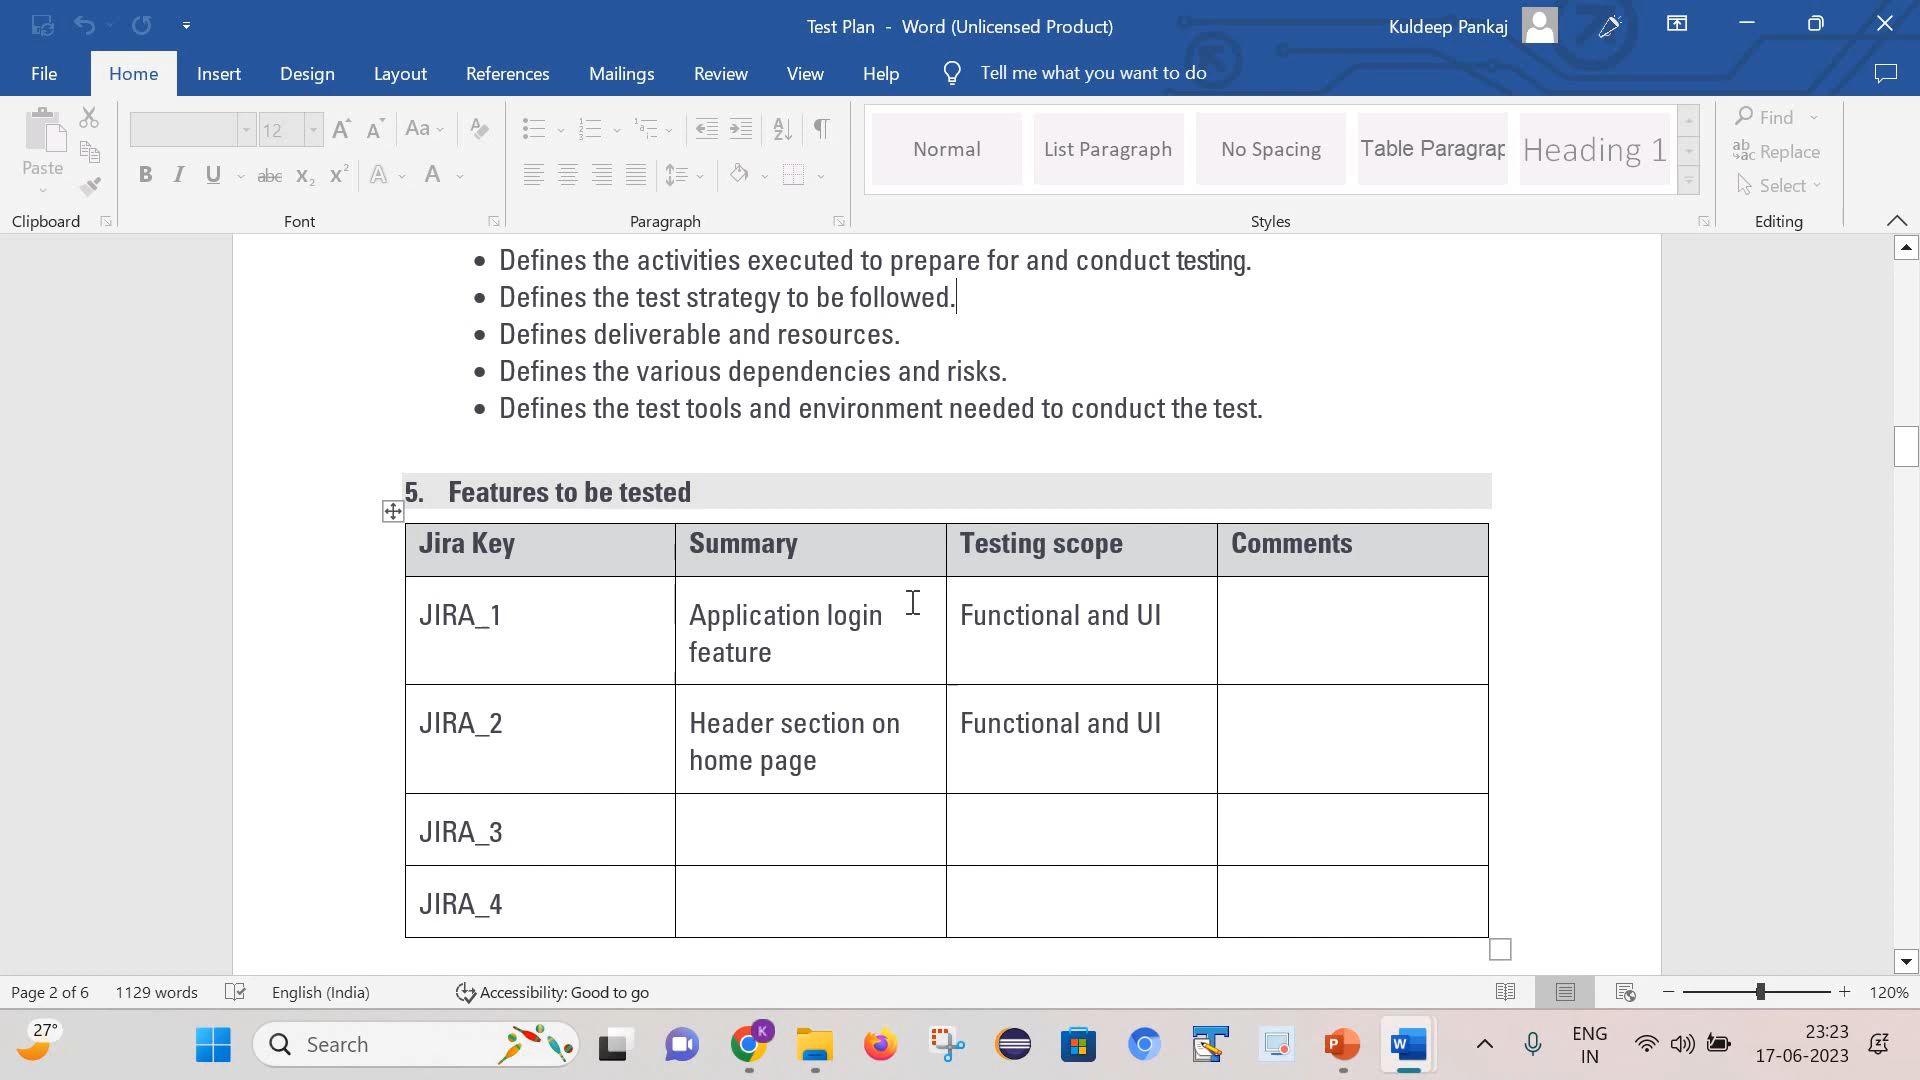 Test Plan - Word (Unlicensed Product)
Kuldeep Pankaj
File Home Insert Design Layout References Mailings Review View Help Tell me what you want to do
Paste
12
Aa
B I U abc X₂ X² A A
Clipboard Font Paragraph
Normal
List Paragraph
No Spacing
Table Paragrap
Heading 1
Styles
Find
Replace
Select
Editing
• Defines the activities executed to prepare for and conduct testing.
• Defines the test strategy to be followed.
• Defines deliverable and resources.
• Defines the various dependencies and risks.
• Defines the test tools and environment needed to conduct the test.
5. Features to be tested
Jira Key Summary Testing scope Comments
JIRA_1 Application login Functional and UI
feature
JIRA_2 Header section on Functional and UI
home page
JIRA_3
JIRA_4
Page 2 of 6 1129 words English (India) Accessibility: Good to go 120%
27°
Search
K
ENG
IN
23:23
17-06-2023